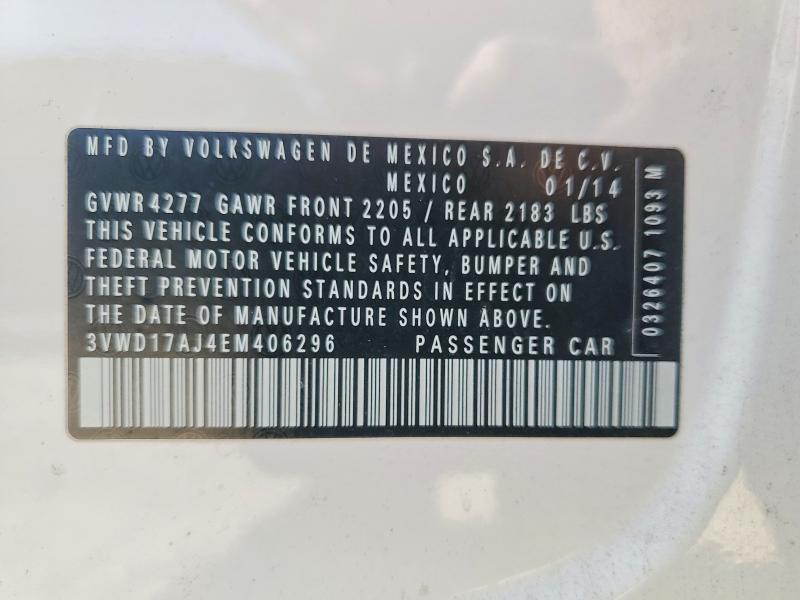 MFD BY VOLKSWAGEN DE MEXICO S.A. DE C.V.
MEXICO 01/14
GVWR 4277 GAWR FRONT 2205 / REAR 2183 LBS
THIS VEHICLE CONFORMS TO ALL APPLICABLE U.S.
FEDERAL MOTOR VEHICLE SAFETY, BUMPER AND
THEFT PREVENTION STANDARDS IN EFFECT ON
THE DATE OF MANUFACTURE SHOWN ABOVE.
3VWD17AJ4EM406296 PASSENGER CAR
0326407 1093 M